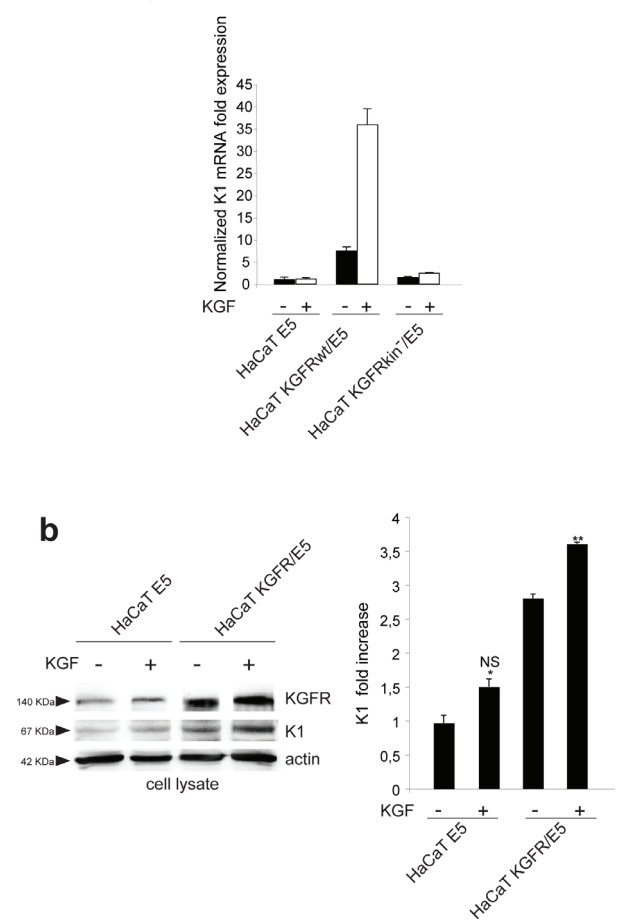 Normalized K1 mRNA fold expression
45
40
35
30
25
20
15
10
5
0
KGF - + - + - +
HaCaT E5
HaCaT KGFRwt/E5
HaCaT KGFRkin⁻/E5
b
HaCaT E5
HaCaT KGFR/E5
KGF - + - +
140 KDa KGFR
67 KDa K1
42 KDa actin
cell lysate
K1 fold increase
4
3,5
3
2,5
2
1,5
1
0,5
0
NS
*
**
KGF - + - +
HaCaT E5
HaCaT KGFR/E5